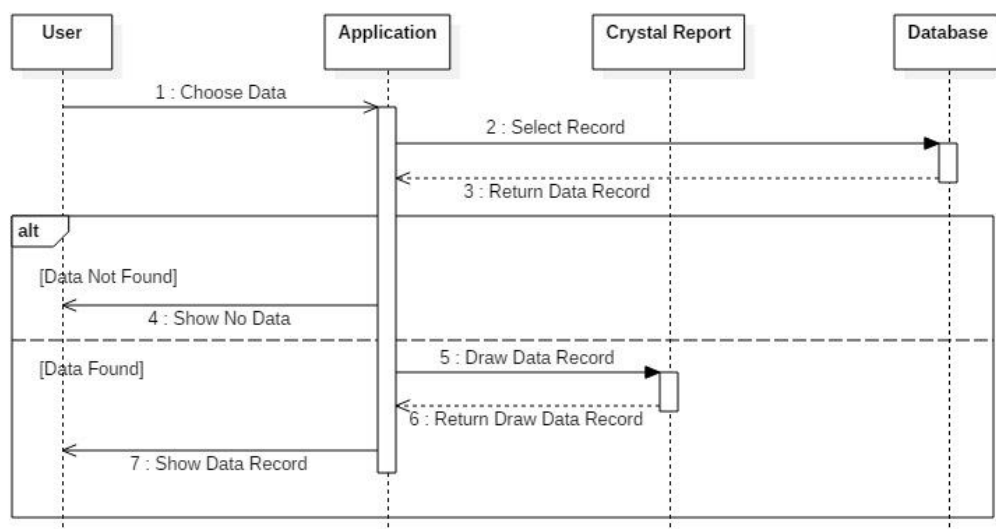 User
Application
Crystal Report
Database
1 : Choose Data
2 : Select Record
3 : Return Data Record
alt
[Data Not Found]
4 : Show No Data
5 : Draw Data Record
[Data Found]
6 : Return Draw Data Record
7 : Show Data Record